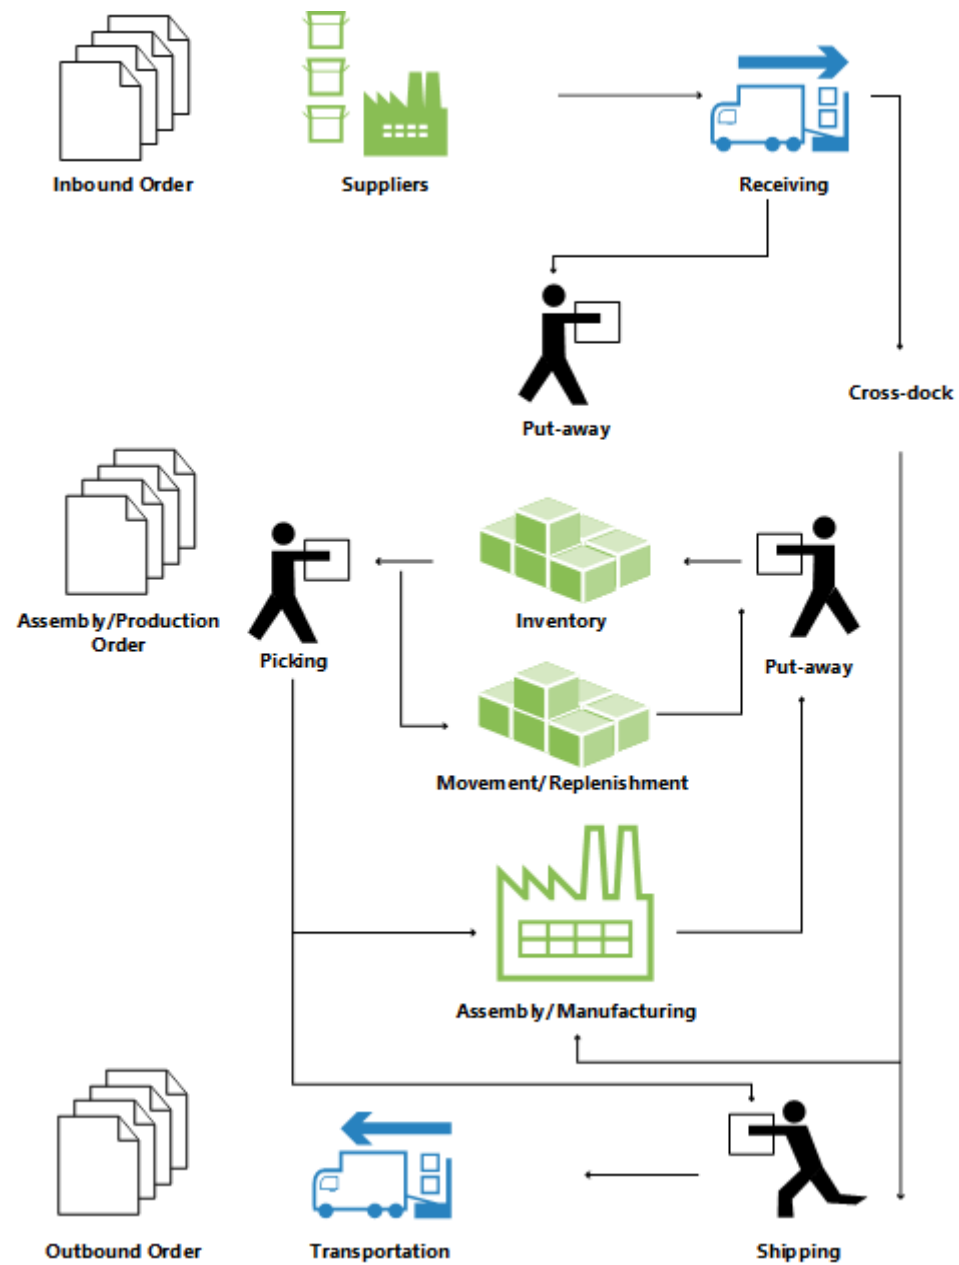 Inbound Order
Suppliers
Receiving
Put-away
Cross-dock
Assembly/Production
Order
Picking
Inventory
Put-away
Movement/Replenishment
Assembly/Manufacturing
Outbound Order
Transportation
Shipping